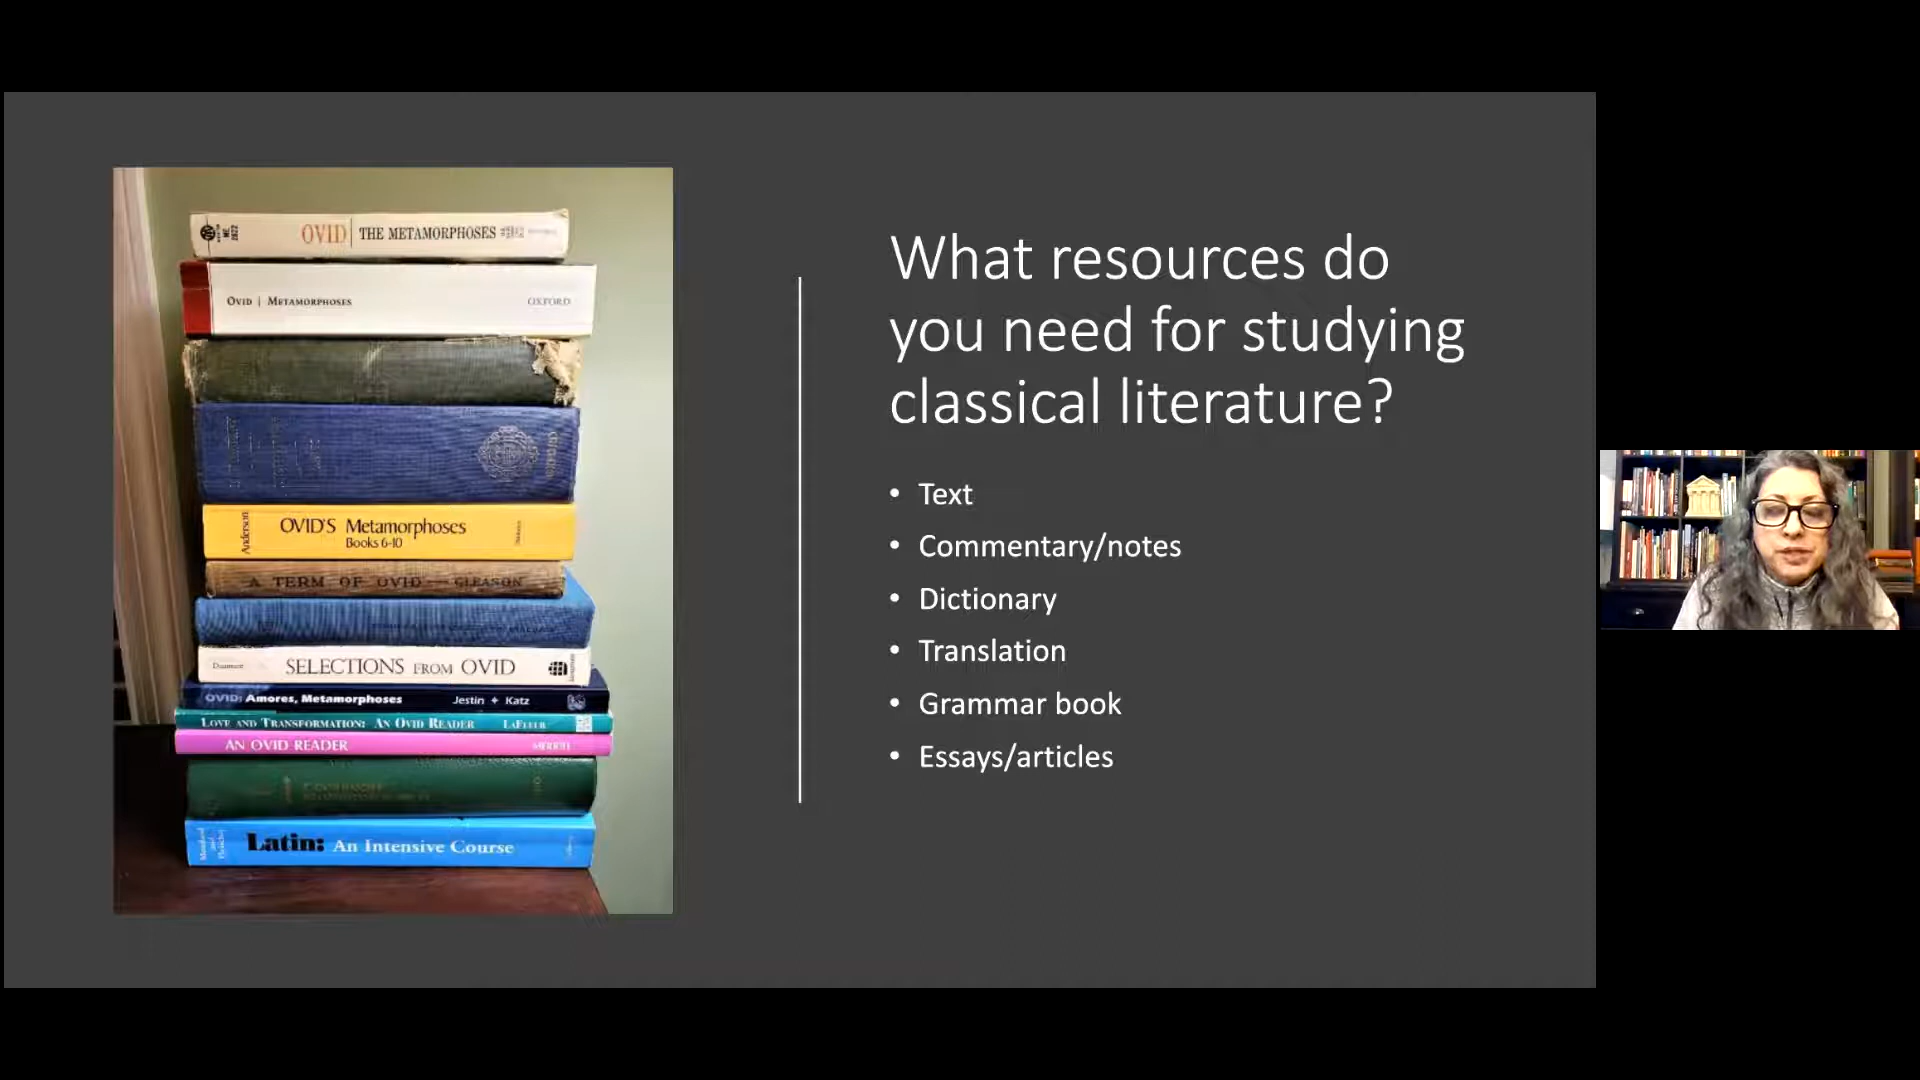 OVID | THE METAMORPHOSES
OVID | METAMORPHOSES OXFORD
Anderson OVID'S Metamorphoses
Books 6-10
A TERM OF OVID — GLEASON
SELECTIONS FROM OVID
OVID: Amores, Metamorphoses Jestin + Katz
LOVE AND TRANSFORMATION: AN OVID READER LAFLEUR
AN OVID READER
Latin: An Intensive Course
What resources do
you need for studying
classical literature?
• Text
• Commentary/notes
• Dictionary
• Translation
• Grammar book
• Essays/articles